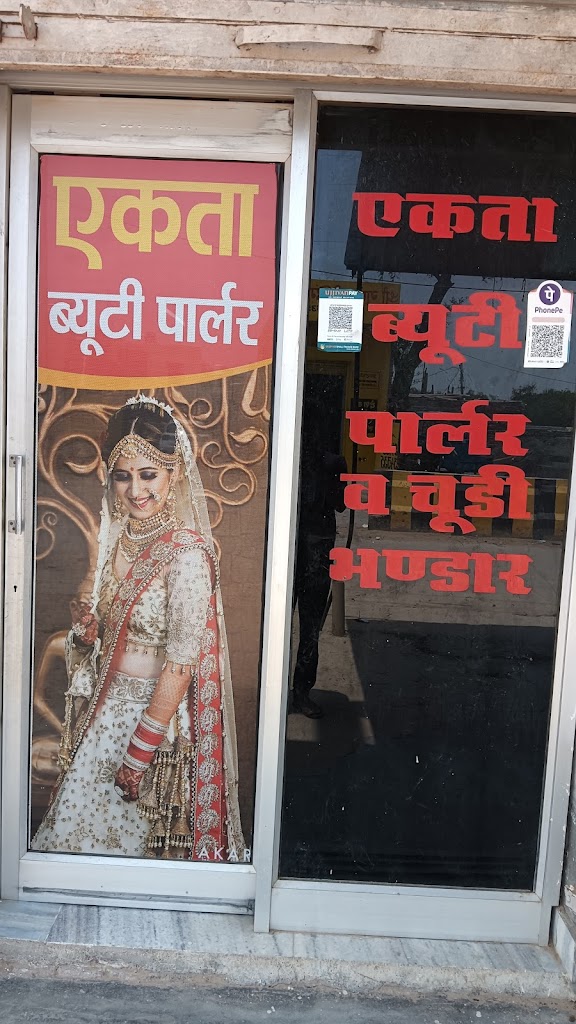 एकता
ब्यूटी पार्लर
AKAR
एकता
ब्यूटी
पार्लर
व चूडी
भण्डार
पे
PhonePe